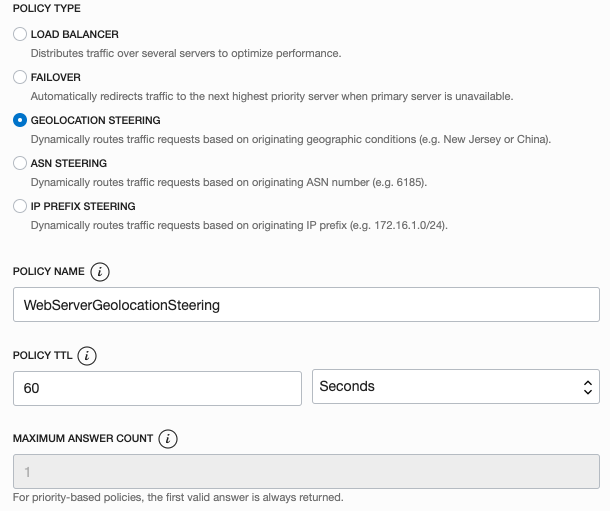 POLICY TYPE
LOAD BALANCER
Distributes traffic over several servers to optimize performance.
FAILOVER
Automatically redirects traffic to the next highest priority server when primary server is unavailable.
GEOLOCATION STEERING
Dynamically routes traffic requests based on originating geographic conditions (e.g. New Jersey or China).
ASN STEERING
Dynamically routes traffic requests based on originating ASN number (e.g. 6185).
IP PREFIX STEERING
Dynamically routes traffic requests based on originating IP prefix (e.g. 172.16.1.0/24).
POLICY NAME i
WebServerGeolocationSteering
POLICY TTL i
60 Seconds
MAXIMUM ANSWER COUNT i
1
For priority-based policies, the first valid answer is always returned.